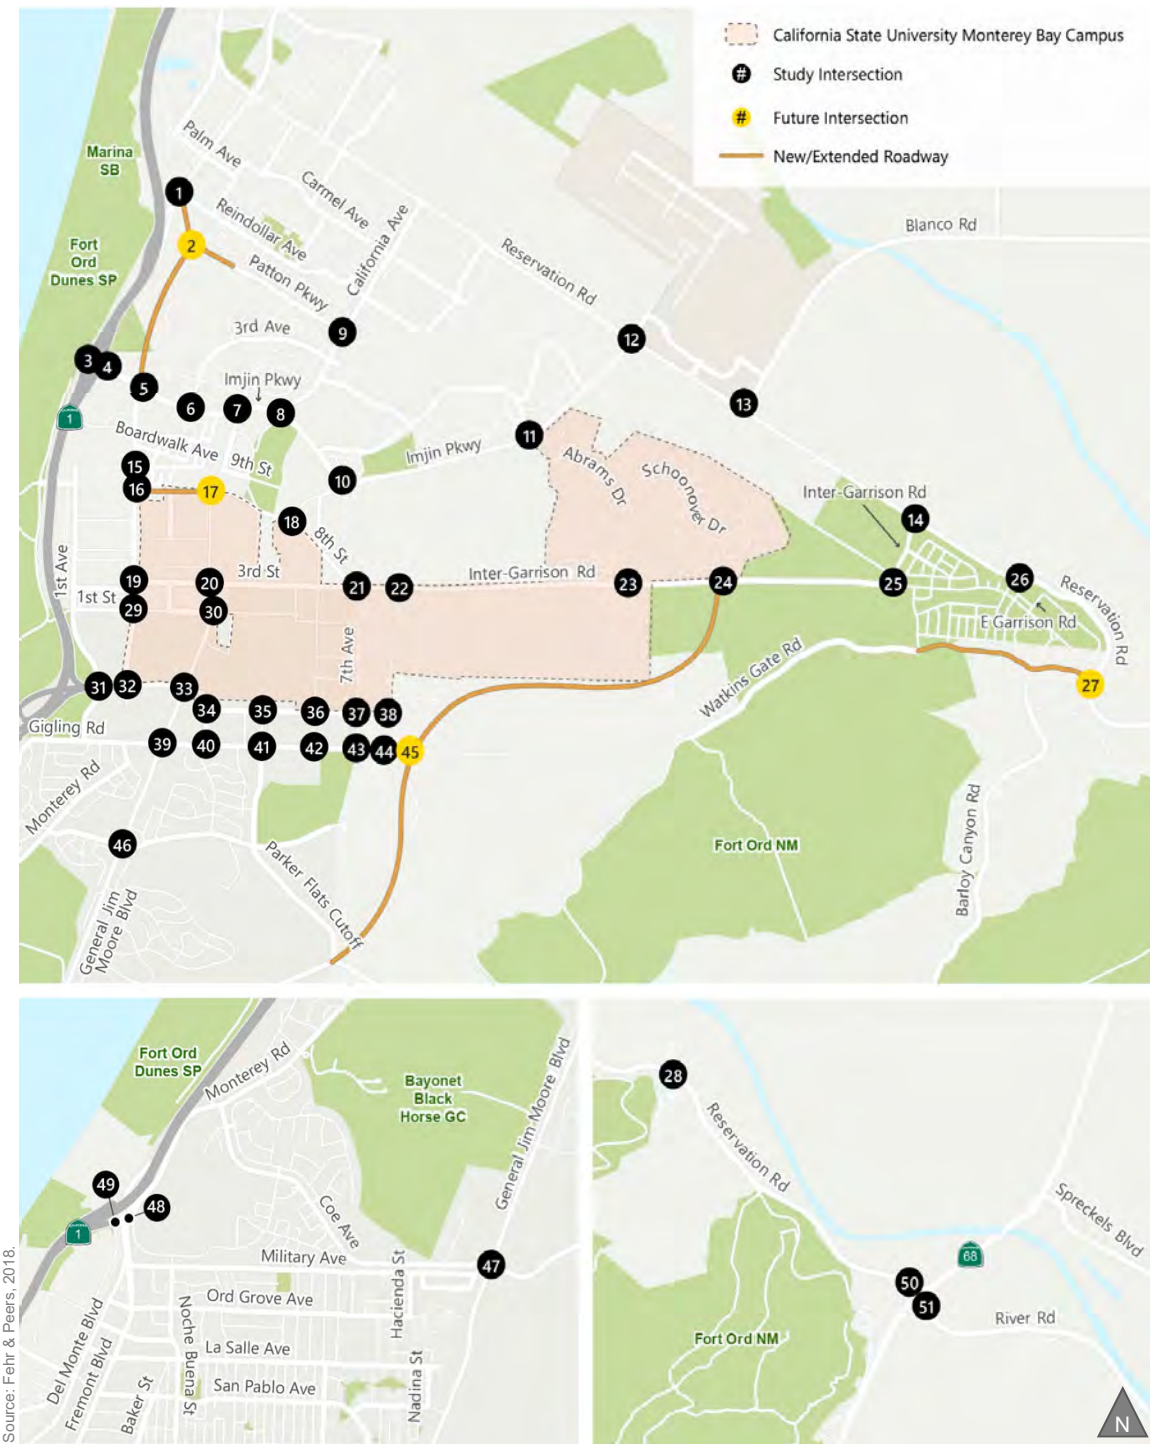 California State University Monterey Bay Campus
# Study Intersection
# Future Intersection
New/Extended Roadway
Marina
SB
Palm Ave
Carmel Ave
1
Reindollar Ave
California Ave
Blanco Rd
2
Fort
Ord
Dunes SP
Patton Pkwy
Reservation Rd
3rd Ave
9
12
3
4
5
Imjin Pkwy
6
7
8
13
1
Boardwalk Ave
11
9th St
Imjin Pkwy
Abrams Dr
Schoonover Dr
15
10
16
17
Inter-Garrison Rd
14
18
8th St
1st Ave
3rd St
19
20
21
22
Inter-Garrison Rd
23
24
25
26
Reservation Rd
1st St
29
30
E Garrison Rd
7th Ave
Watkins Gate Rd
31
32
33
27
34
35
36
37
38
Gigling Rd
39
40
41
42
43
44
45
Monterey Rd
46
Parker Flats Cutoff
Fort Ord NM
Barloy Canyon Rd
General Jim
Moore Blvd
Fort Ord
Dunes SP
Monterey Rd
Bayonet
Black
Horse GC
General Jim Moore Blvd
49
48
1
Coe Ave
Military Ave
47
Hacienda St
Ord Grove Ave
Del Monte Blvd
Fremont Blvd
Noche Buena St
La Salle Ave
Baker St
San Pablo Ave
Nadina St
28
Reservation Rd
Spreckels Blvd
68
50
51
River Rd
Fort Ord NM
N
Source: Fehr & Peers, 2018.